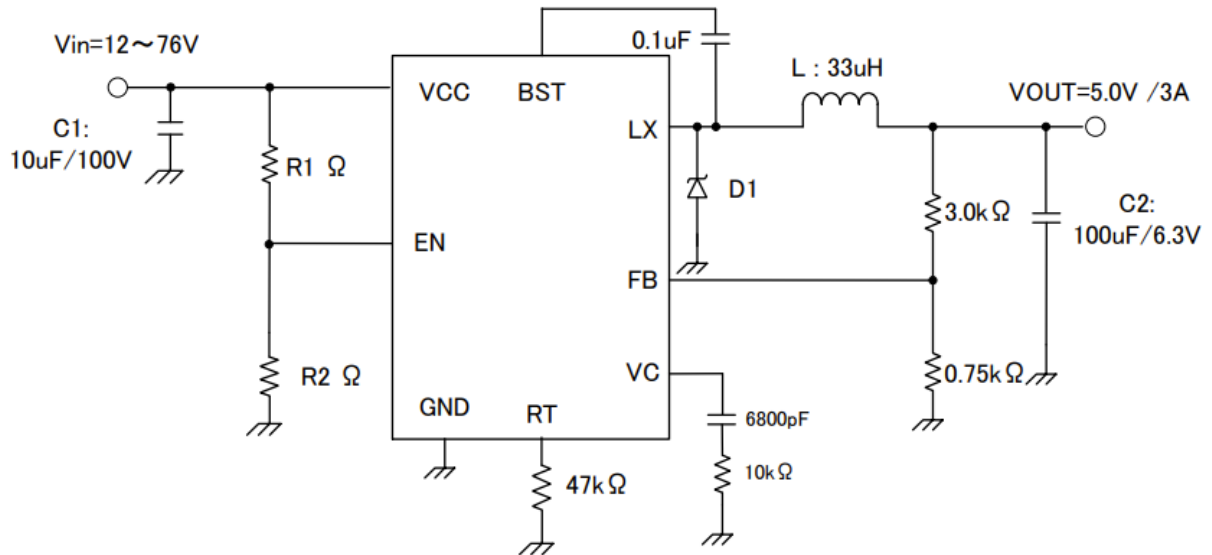 Vin=12～76V
0.1uF
L : 33uH
VCC
BST
VOUT=5.0V /3A
C1:
10uF/100V
LX
R1 Ω
D1
3.0kΩ
C2:
100uF/6.3V
EN
FB
R2 Ω
VC
0.75kΩ
GND
RT
6800pF
47kΩ
10kΩ